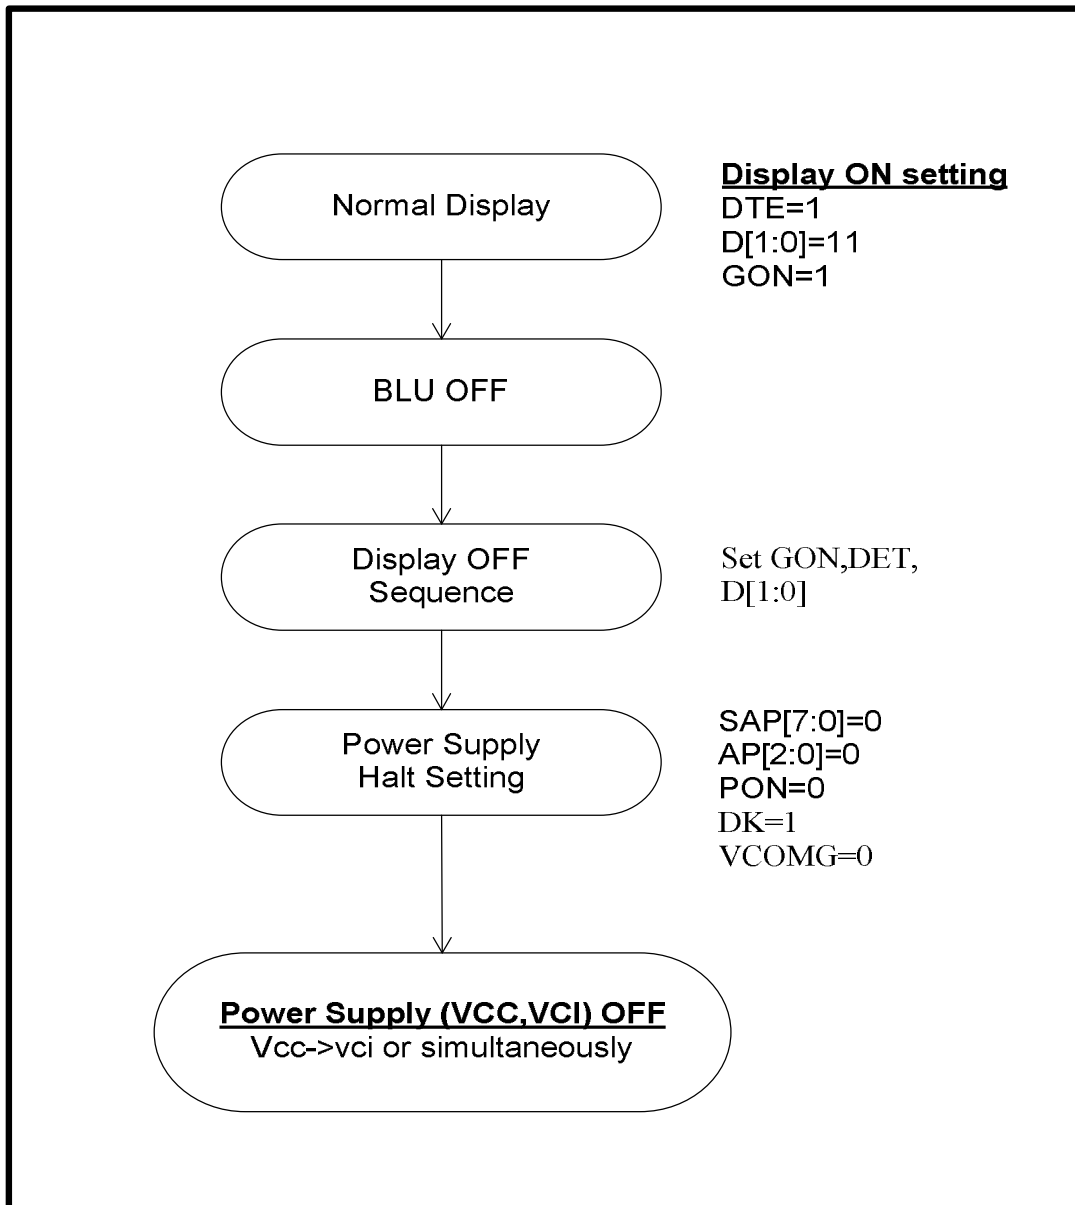 Normal Display
Display ON setting
DTE=1
D[1:0]=11
GON=1
BLU OFF
Display OFF
Sequence
Set GON,DET,
D[1:0]
Power Supply
Halt Setting
SAP[7:0]=0
AP[2:0]=0
PON=0
DK=1
VCOMG=0
Power Supply (VCC,VCI) OFF
Vcc->vci or simultaneously